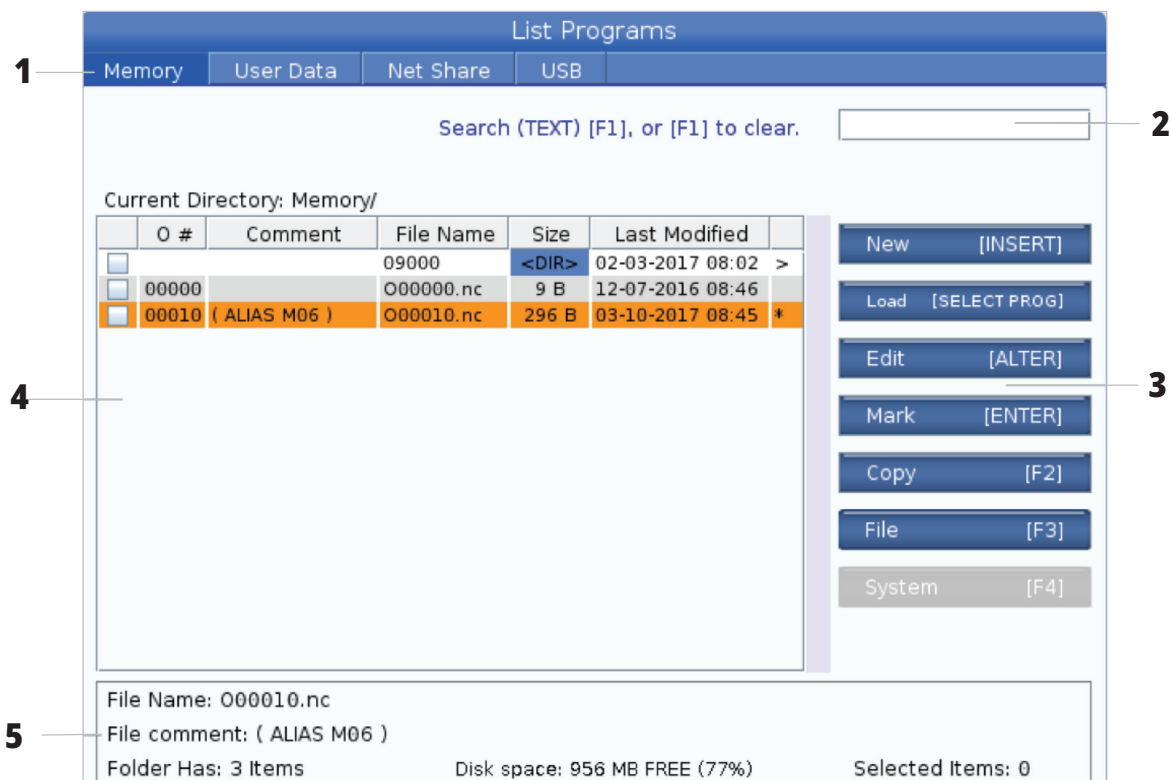 List Programs
1 Memory User Data Net Share USB
Search (TEXT) [F1], or [F1] to clear. 2
Current Directory: Memory/
O # Comment File Name Size Last Modified
09000 <DIR> 02-03-2017 08:02 >
00000 O00000.nc 9 B 12-07-2016 08:46
00010 ( ALIAS M06 ) O00010.nc 296 B 03-10-2017 08:45 *
New [INSERT]
Load [SELECT PROG]
Edit [ALTER]
3
Mark [ENTER]
Copy [F2]
File [F3]
System [F4]
4
File Name: O00010.nc
5 File comment: ( ALIAS M06 )
Folder Has: 3 Items Disk space: 956 MB FREE (77%) Selected Items: 0